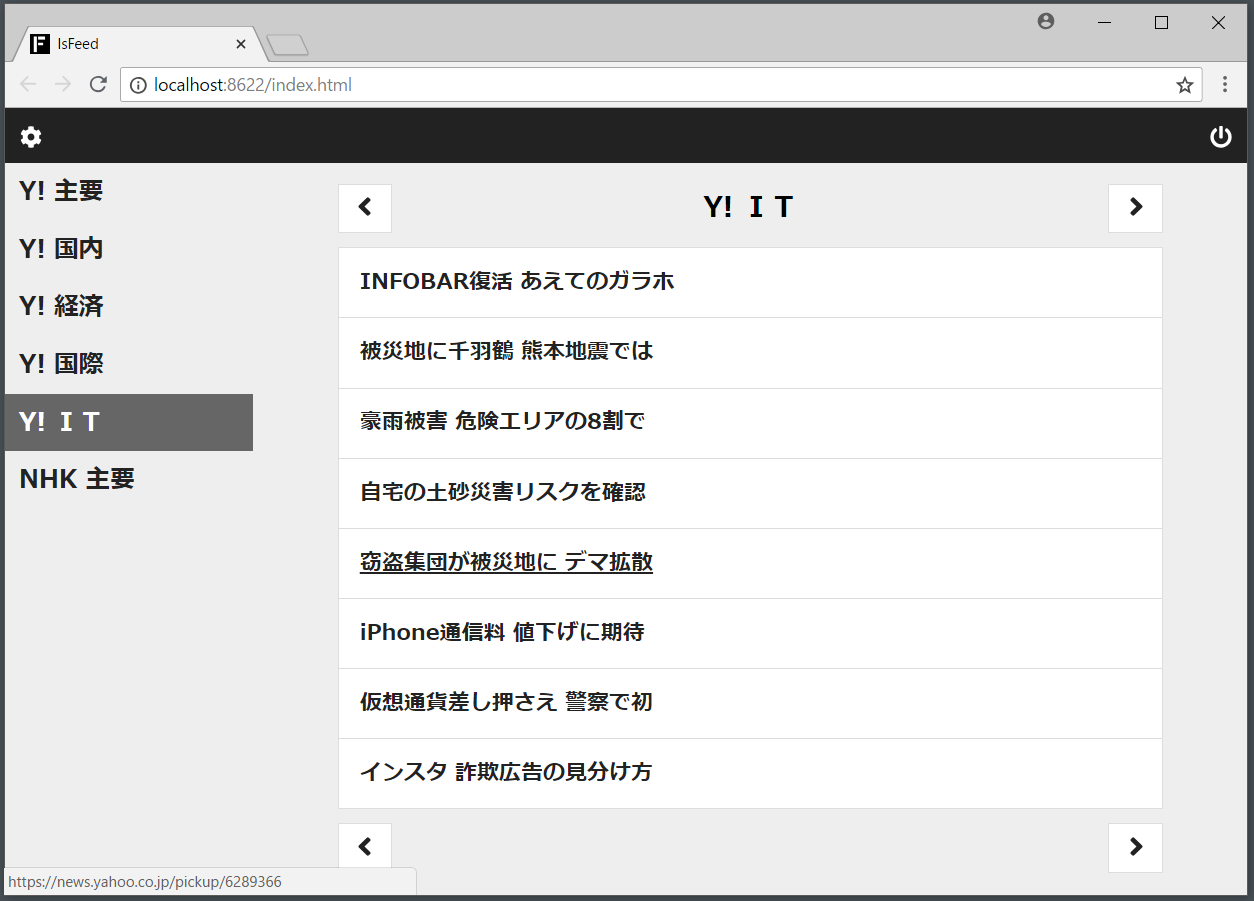 IsFeed
localhost:8622/index.html
Y! 主要
Y! 国内
Y! 経済
Y! 国際
Y! ＩＴ
NHK 主要
Y! ＩＴ
INFOBAR復活 あえてのガラホ
被災地に千羽鶴 熊本地震では
豪雨被害 危険エリアの8割で
自宅の土砂災害リスクを確認
窃盗集団が被災地に デマ拡散
iPhone通信料 値下げに期待
仮想通貨差し押さえ 警察で初
インスタ 詐欺広告の見分け方
https://news.yahoo.co.jp/pickup/6289366